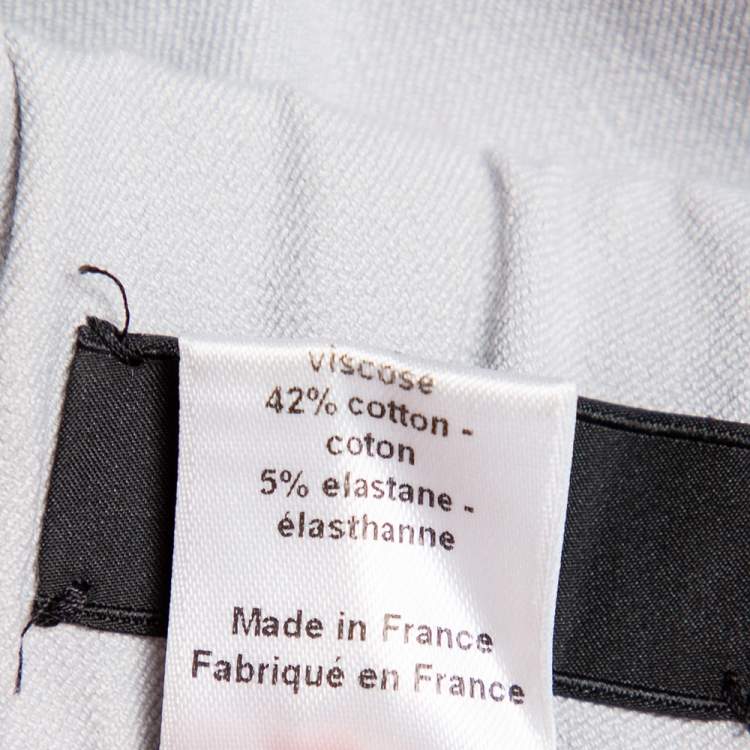 viscose
42% cotton -
coton
5% elastane -
élasthanne
Made in France
Fabriqué en France